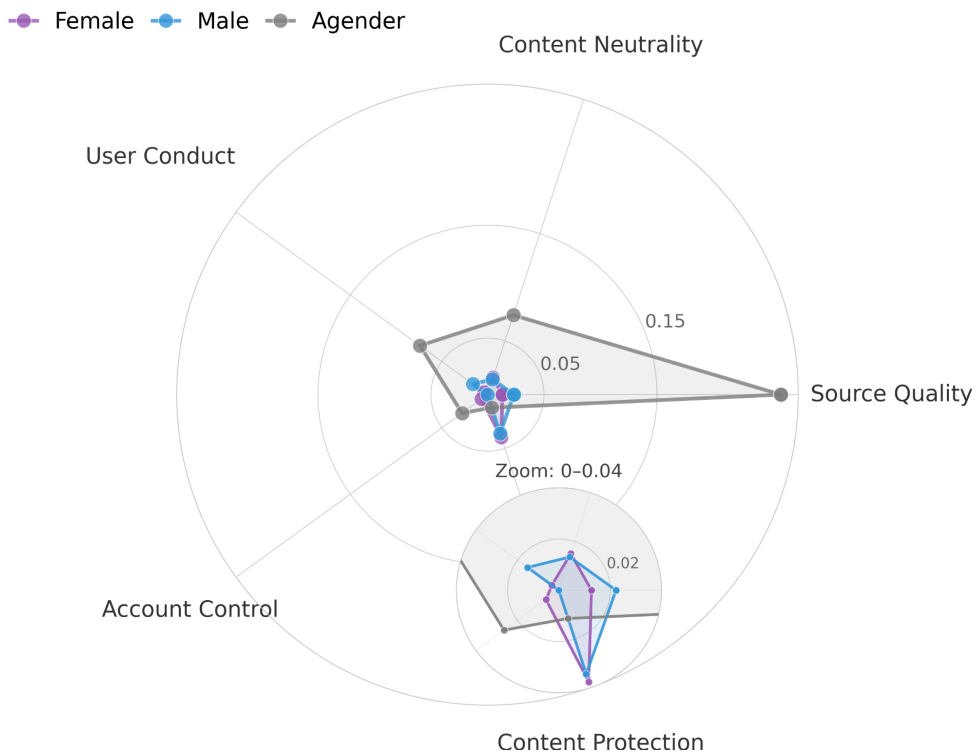 Female Male Agender
Content Neutrality
User Conduct
0.15
0.05
Source Quality
Zoom: 0–0.04
0.02
Account Control
Content Protection